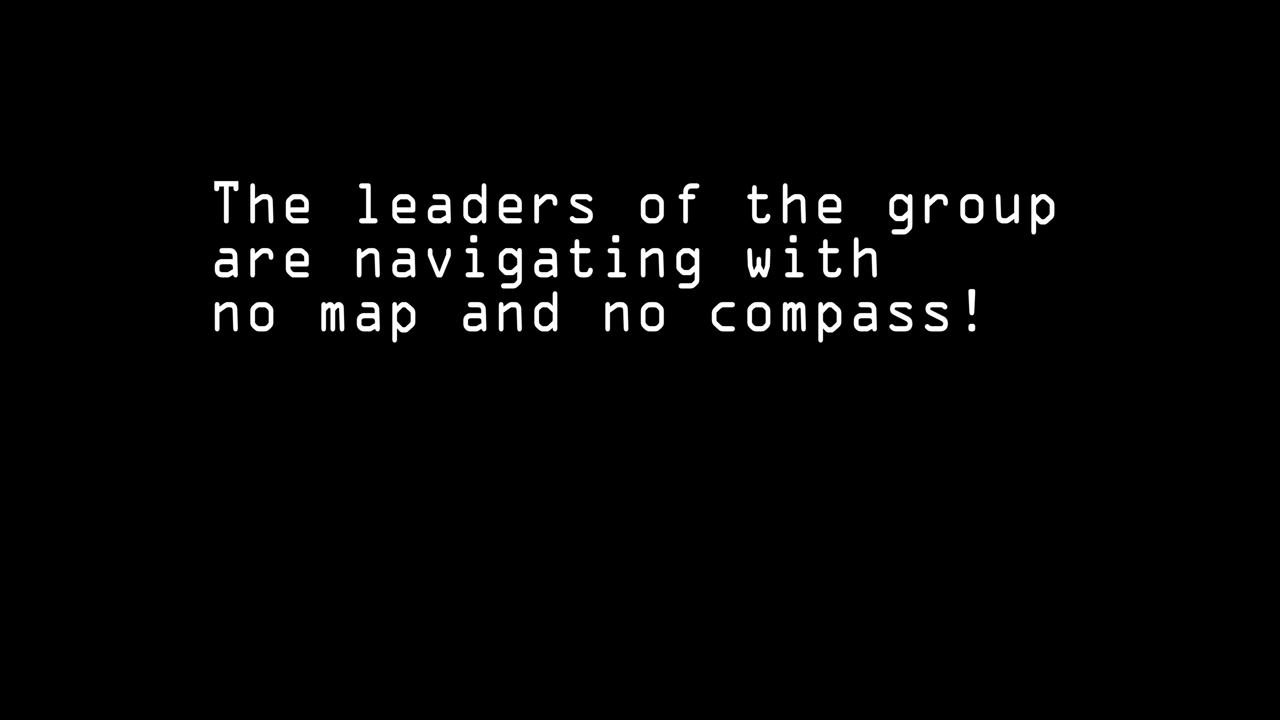 The leaders of the group
are navigating with
no map and no compass!